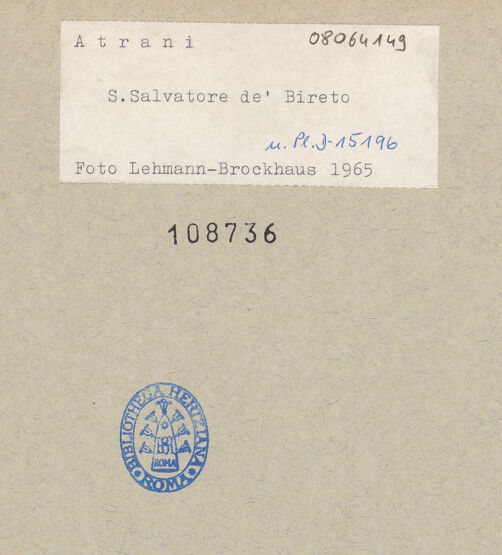 Atrani 08064149
S.Salvatore de' Bireto
n. Pl. D-15196
Foto Lehmann-Brockhaus 1965
108736
BIBLIOTHECA HERTZIANA
ROMA
ROMA